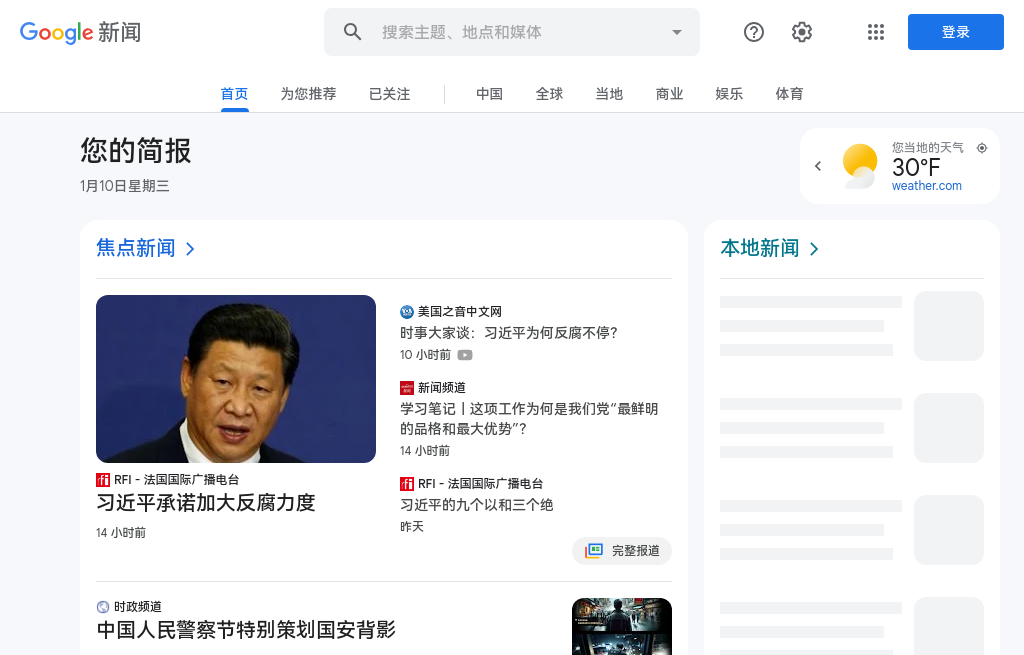 Google 新闻
搜索主题、地点和媒体
登录
首页
为您推荐
已关注
中国
全球
当地
商业
娱乐
体育
您的简报
1月10日星期三
您当地的天气
30°F
weather.com
焦点新闻
RFI - 法国国际广播电台
习近平承诺加大反腐力度
14 小时前
美国之音中文网
时事大家谈：习近平为何反腐不停？
10 小时前
新闻频道
学习笔记丨这项工作为何是我们党“最鲜明
的品格和最大优势”？
14 小时前
RFI - 法国国际广播电台
习近平的九个以和三个绝
昨天
完整报道
时政频道
中国人民警察节特别策划国安背影
本地新闻